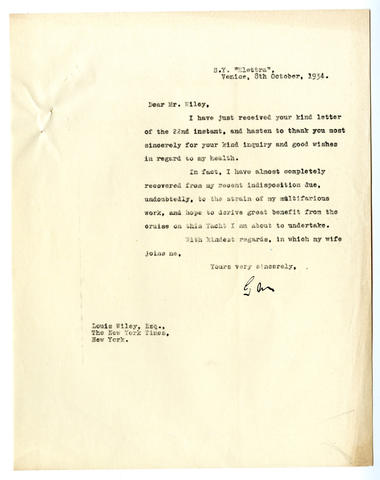 S.Y. "Elettra",
Venice, 8th October, 1934.
Dear Mr. Wiley,
I have just received your kind letter
of the 22nd instant, and hasten to thank you most
sincerely for your kind inquiry and good wishes
in regard to my health.
In fact, I have almost completely
recovered from my recent indisposition due,
undoubtedly, to the strain of my multifarious
work, and hope to derive great benefit from the
cruise on this Yacht I am about to undertake.
With kindest regards, in which my wife
joins me,
Yours very sincerely,
Louis Wiley, Esq.,
The New York Times,
New York.